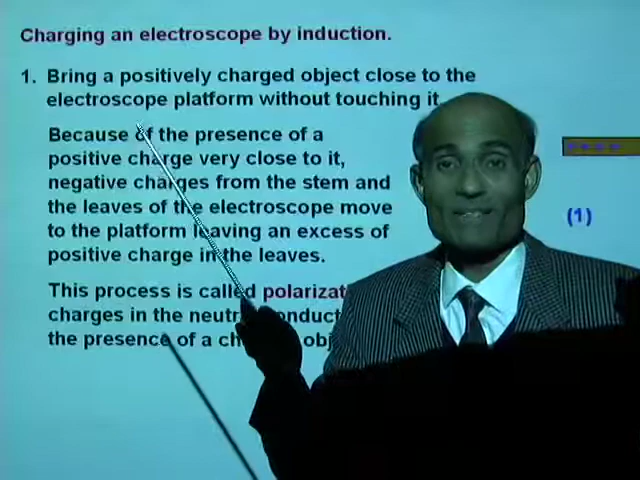 Charging an electroscope by induction.
1. Bring a positively charged object close to the
electroscope platform without touching it
Because of the presence of a
positive charge very close to it,
negative charges from the stem and
the leaves of the electroscope move
to the platform leaving an excess of
positive charge in the leaves.
(1)
This process is called
charges in the
the presence of a